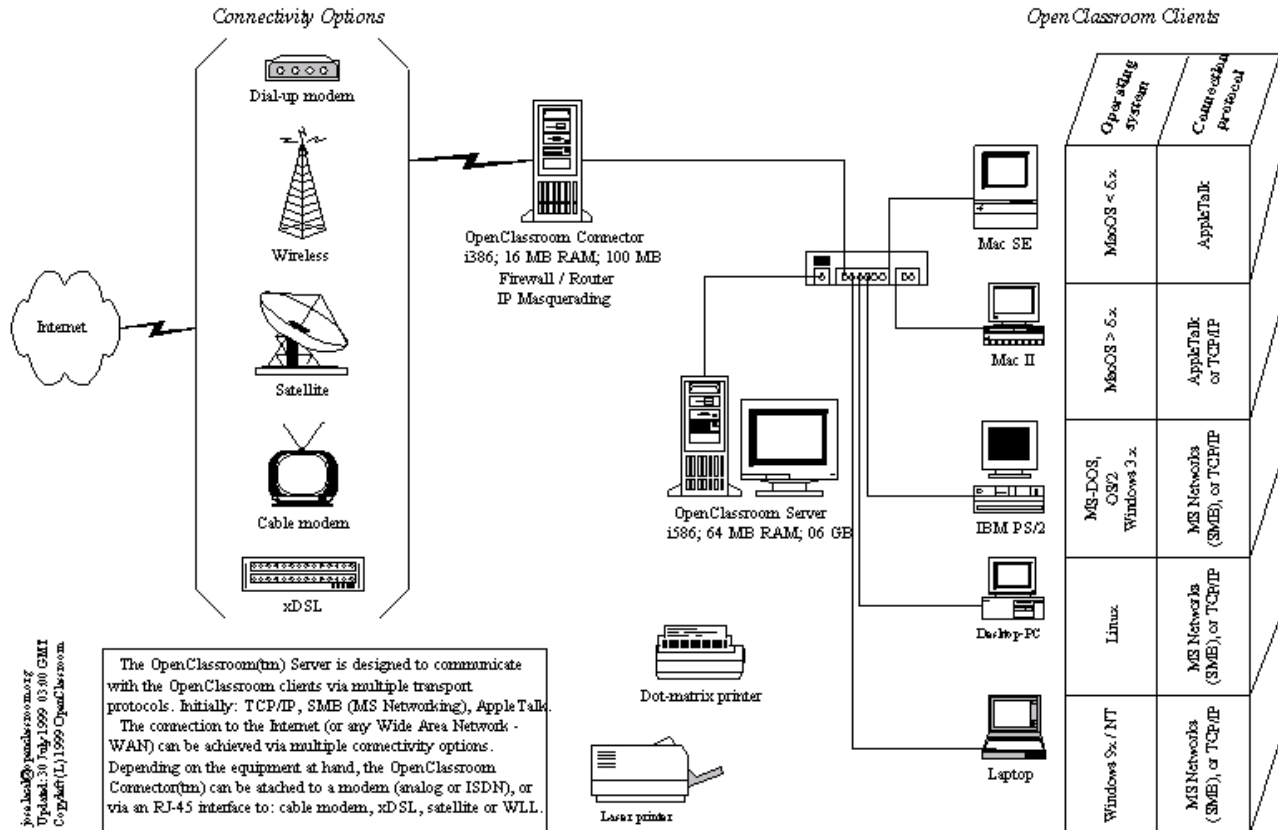 Connectivity Options
OpenClassroom Clients
Dial-up modem
Wireless
Satellite
Cable modem
xDSL
Internet
OpenClassroom Connector
i386; 16 MB RAM; 100 MB
Firewall / Router
IP Masquerading
OpenClassroom Server
i586; 64 MB RAM; 06 GB
Dot-matrix printer
Laser printer
Mac SE
Mac II
IBM PS/2
Desktop-PC
Laptop
Operating
system
Connection
protocol
MacOS < 6.x
AppleTalk
MacOS > 6.x
AppleTalk
or TCP/IP
MS-DOS,
OS/2
Windows 3.x
MS Networks
(SMB), or TCP/IP
Linux
MS Networks
(SMB), or TCP/IP
Windows 9x / NT
MS Networks
(SMB), or TCP/IP
The OpenClassroom(tm) Server is designed to communicate
with the OpenClassroom clients via multiple transport
protocols. Initially: TCP/IP, SMB (MS Networking), AppleTalk.
The connection to the Internet (or any Wide Area Network -
WAN) can be achieved via multiple connectivity options.
Depending on the equipment at hand, the OpenClassroom
Connector(tm) can be atached to a modem (analog or ISDN), or
via an RJ-45 interface to: cable modem, xDSL, satellite or WLL.
Updated: 30 July 1999 03:00 GMT
Copyleft (L) 1999 OpenClassroom